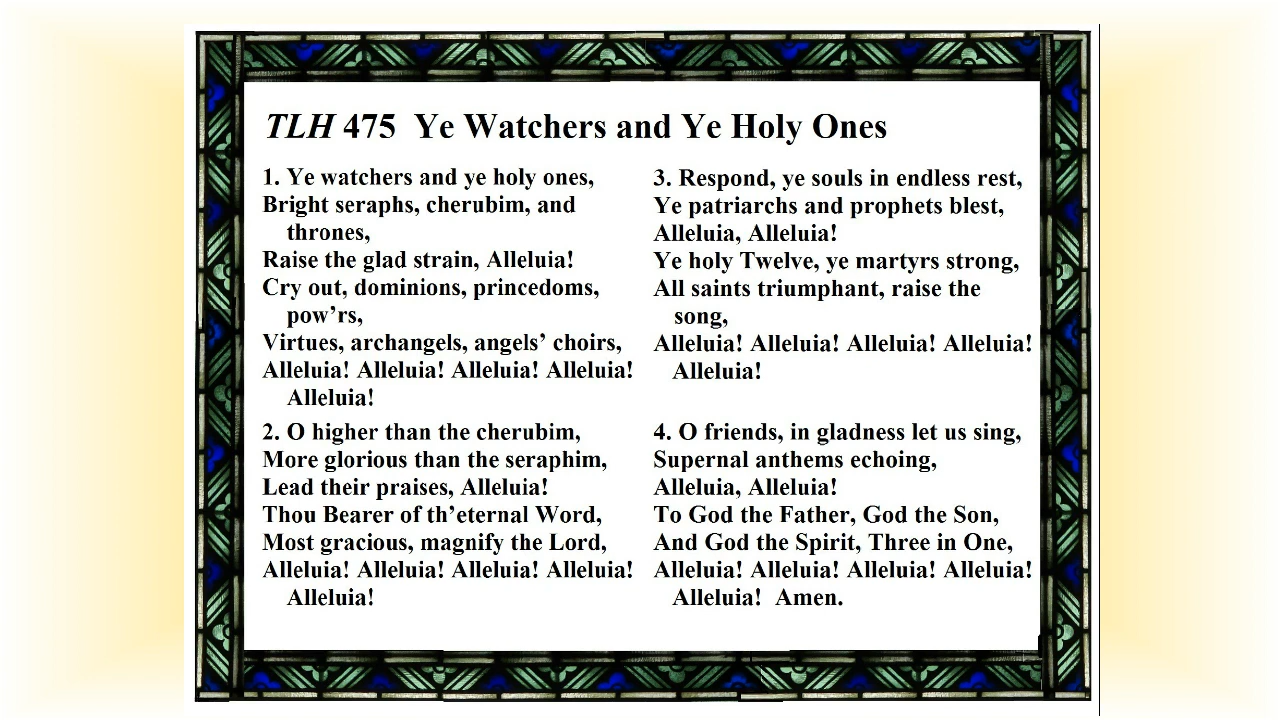 TLH 475 Ye Watchers and Ye Holy Ones
1. Ye watchers and ye holy ones,
Bright seraphs, cherubim, and
thrones,
Raise the glad strain, Alleluia!
Cry out, dominions, princedoms,
pow’rs,
Virtues, archangels, angels’ choirs,
Alleluia! Alleluia! Alleluia! Alleluia!
Alleluia!
2. O higher than the cherubim,
More glorious than the seraphim,
Lead their praises, Alleluia!
Thou Bearer of th’eternal Word,
Most gracious, magnify the Lord,
Alleluia! Alleluia! Alleluia! Alleluia!
Alleluia!
3. Respond, ye souls in endless rest,
Ye patriarchs and prophets blest,
Alleluia, Alleluia!
Ye holy Twelve, ye martyrs strong,
All saints triumphant, raise the
song,
Alleluia! Alleluia! Alleluia! Alleluia!
Alleluia!
4. O friends, in gladness let us sing,
Supernal anthems echoing,
Alleluia, Alleluia!
To God the Father, God the Son,
And God the Spirit, Three in One,
Alleluia! Alleluia! Alleluia! Alleluia!
Alleluia! Amen.